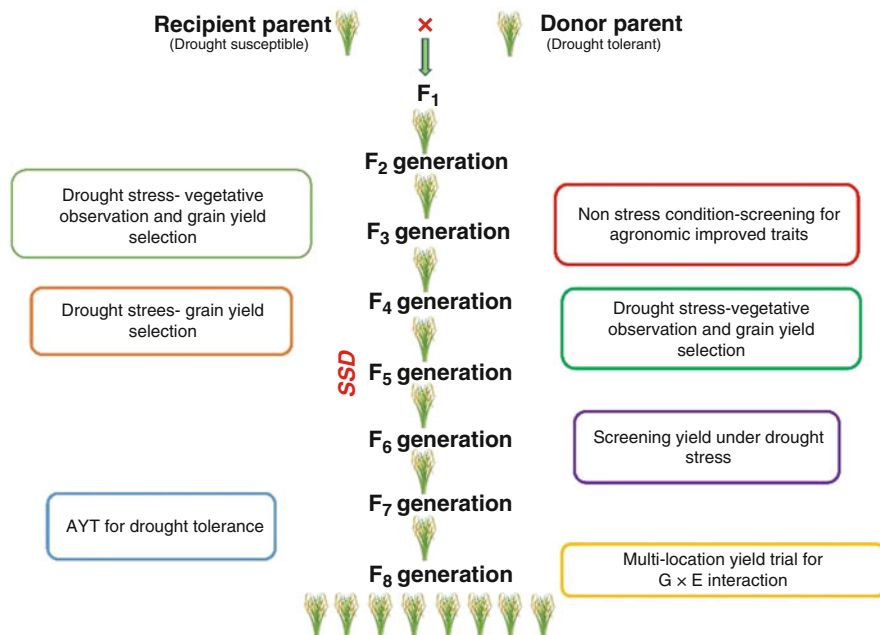 Recipient parent
(Drought susceptible)
×
Donor parent
(Drought tolerant)
F₁
F₂ generation
Drought stress- vegetative
observation and grain yield
selection
Non stress condition-screening for
agronomic improved traits
F₃ generation
Drought strees- grain yield
selection
F₄ generation
Drought stress-vegetative
observation and grain yield
selection
SSD
F₅ generation
F₆ generation
Screening yield under drought
stress
F₇ generation
AYT for drought tolerance
F₈ generation
Multi-location yield trial for
G × E interaction